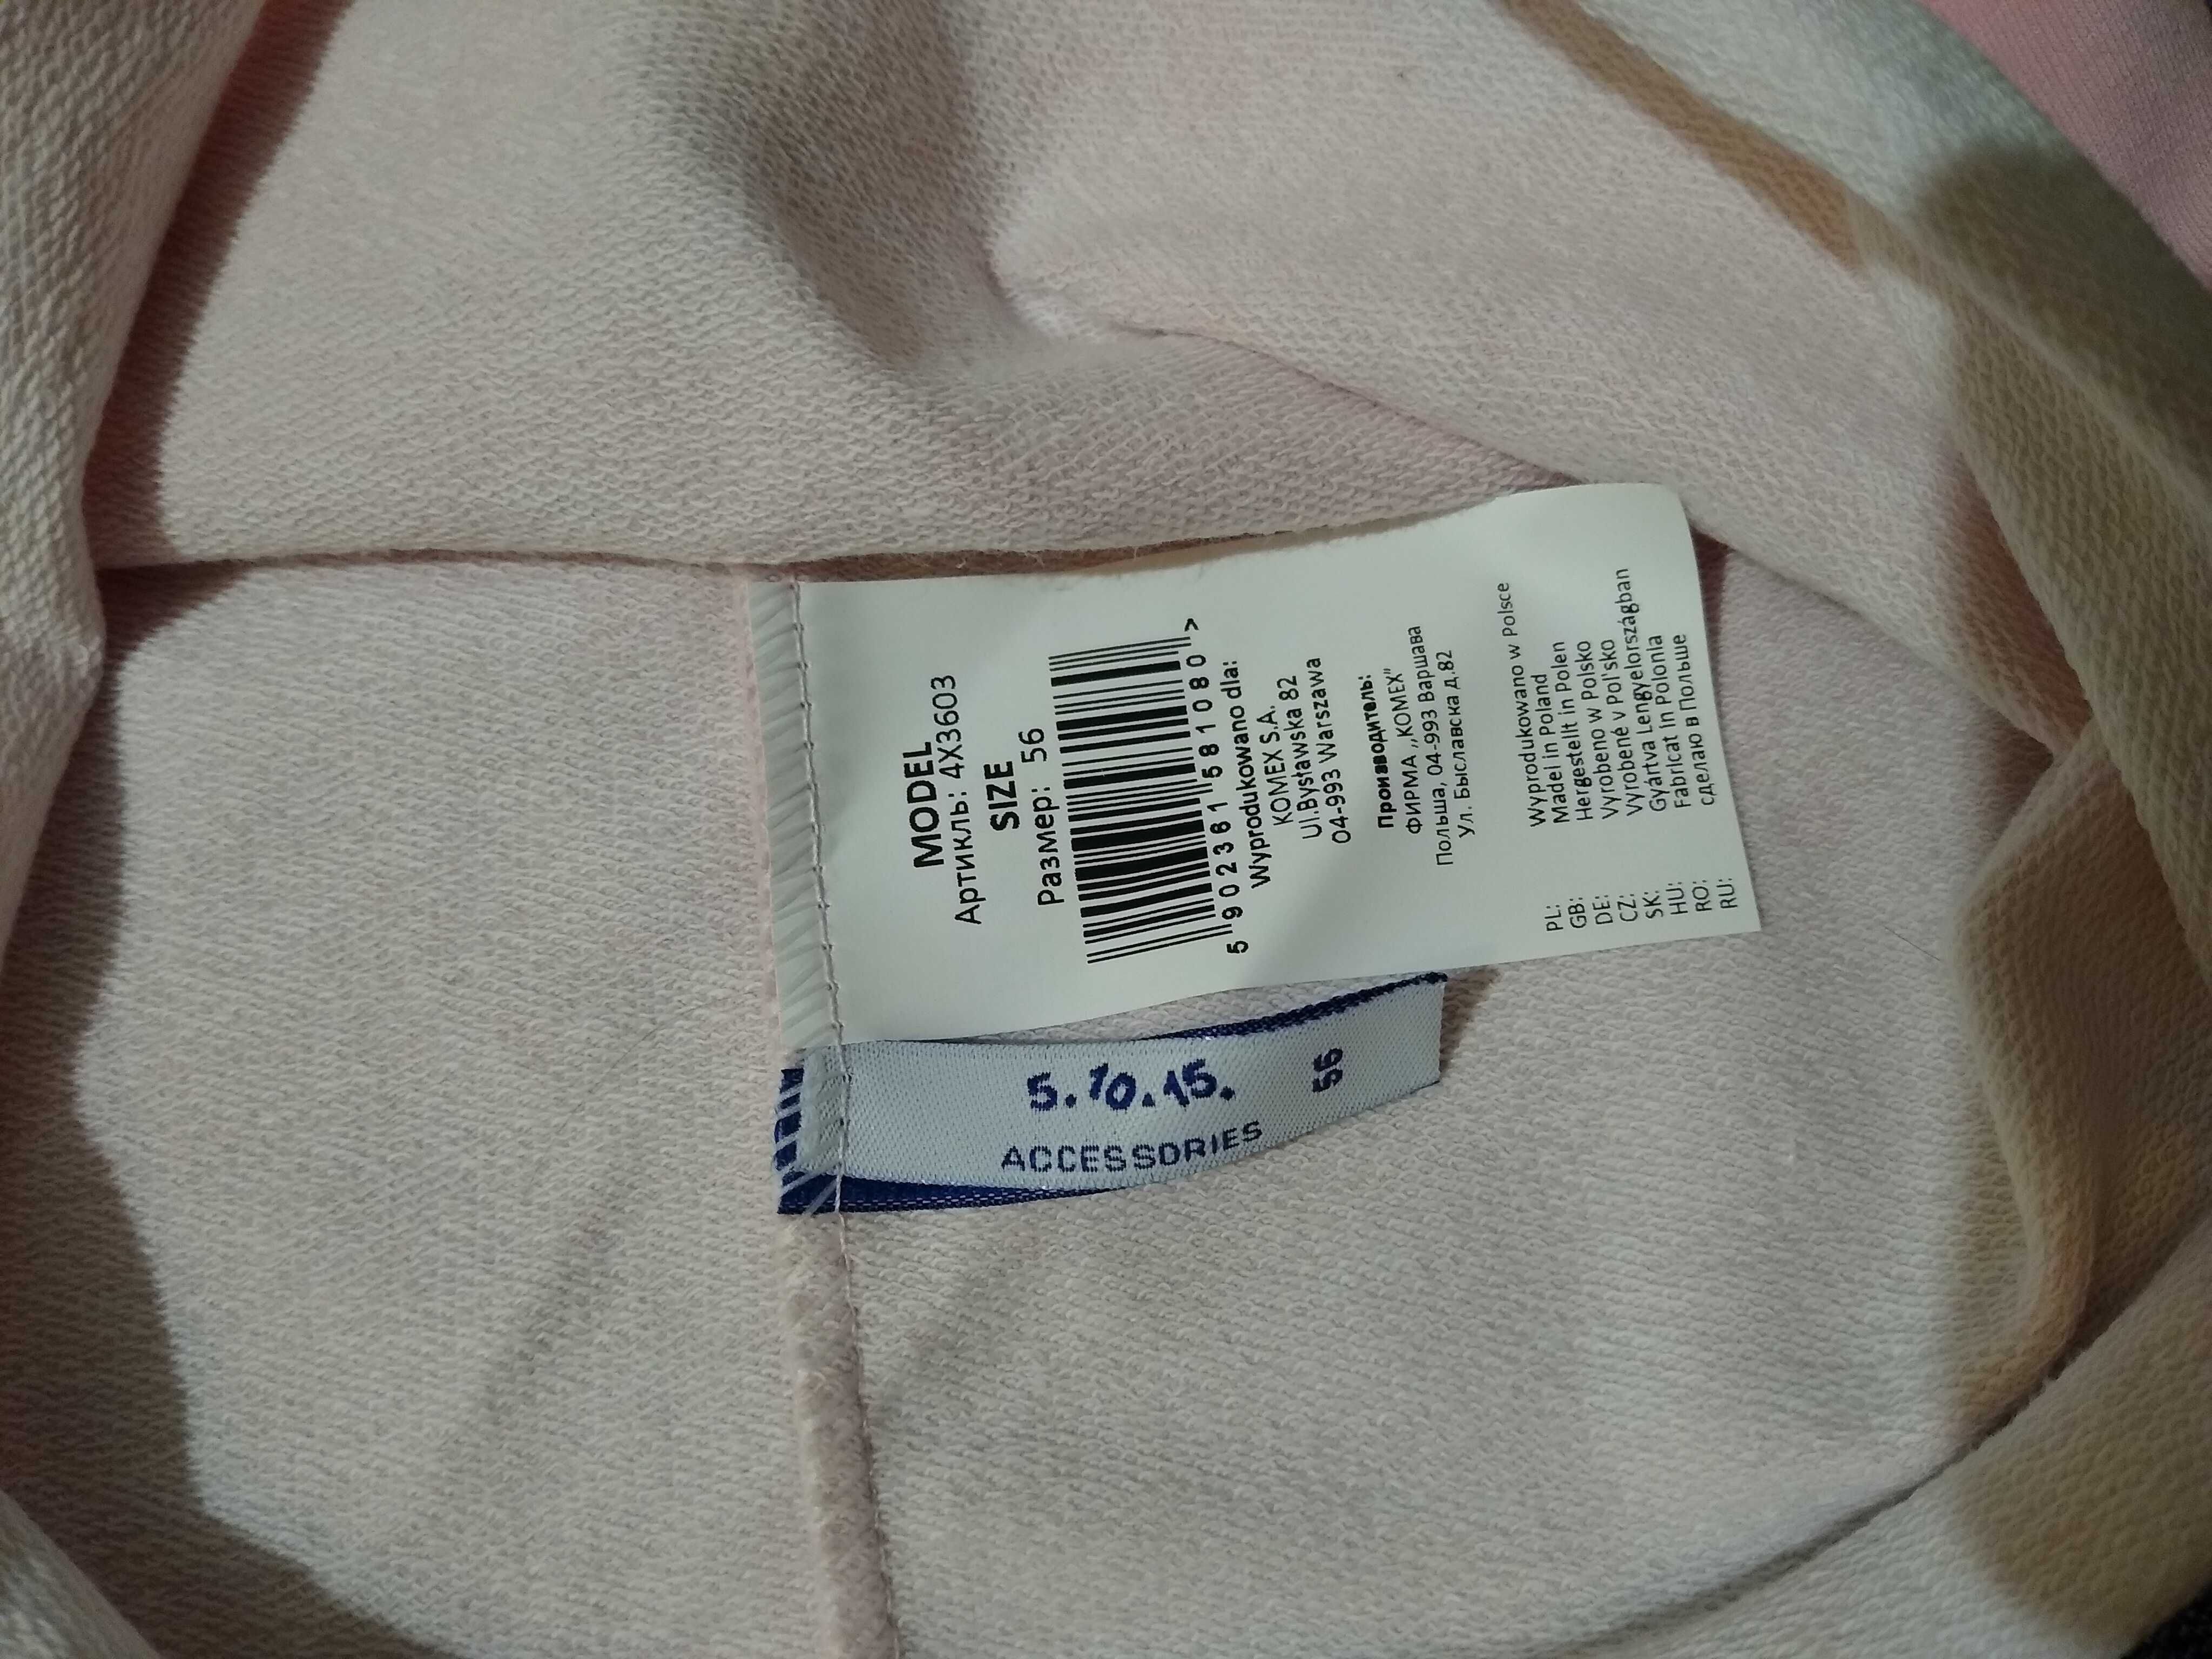 MODEL
Артикль: 4X3603
SIZE
Размер: 56
5 902361 581080 >
Wyprodukowano dla:
KOMEX S.A.
Ul.Bysławska 82
04-993 Warszawa
Производитель:
ФИРМА ,,KOMEX"
Польша, 04-993 Варшава
Ул. Быславска д.82
PL: Wyprodukowano w Polsce
GB: Madel in Poland
DE: Hergestellt in Polen
CZ: Vyrobeno w Polsko
SK: Vyrobené v Pol'sko
HU: Gyártva Lengyelországban
RO: Fabricat in Polonia
RU: сделаю в Польше
5.10.15. 56
ACCESSORIES